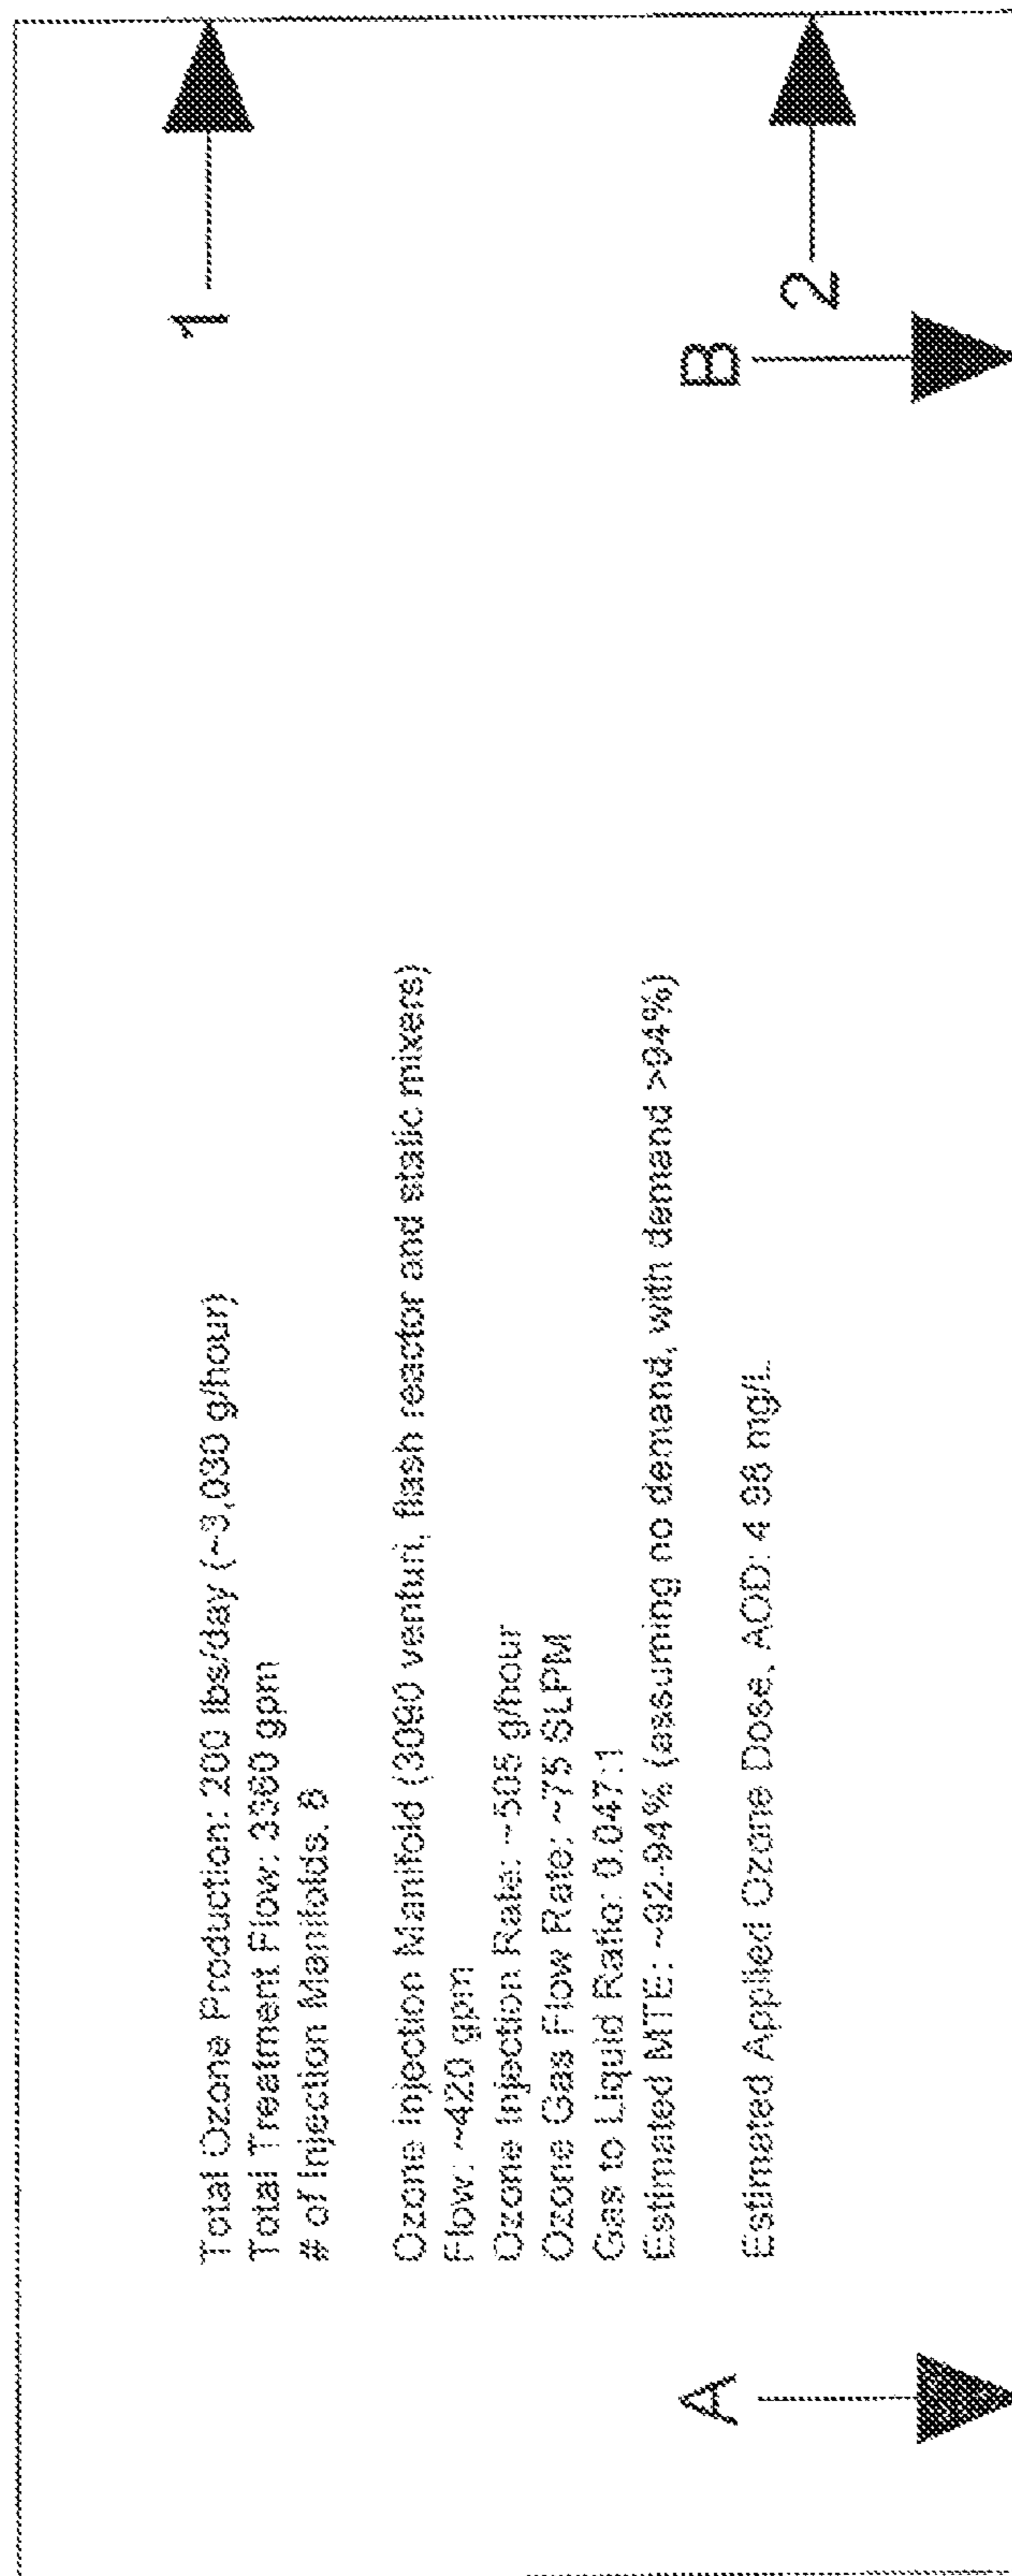 1
Total Ozone Production: 200 lbs/day (~3,030 g/hour)
Total Treatment Flow: 3360 gpm
# of Injection Manifolds: 8
Ozone Injection Manifold (3090 venturi, flash reactor and static mixers)
Flow: ~420 gpm
Ozone Injection Rate: ~505 g/hour
Ozone Gas Flow Rate: ~75 SLPM
Gas to Liquid Ratio: 0.047:1
Estimated MTE: ~92-94% (assuming no demand, with demand >94%)
Estimated Applied Ozone Dose, AOD: 4.98 mg/L
A
B
2